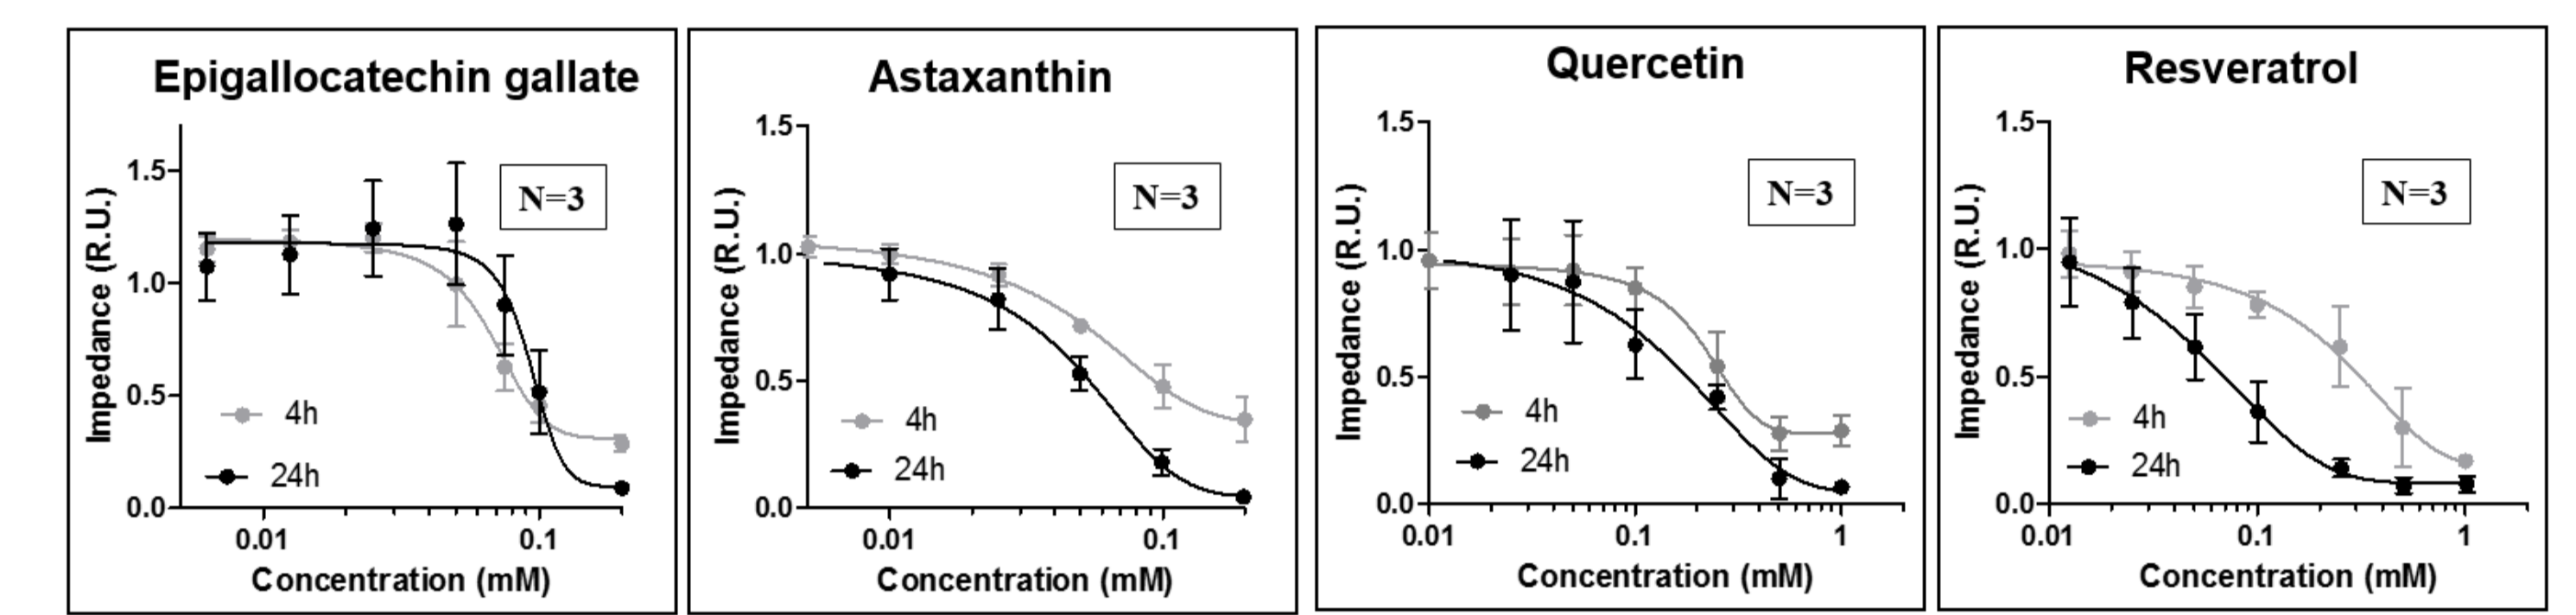 Epigallocatechin gallate
1.5
1.0
0.5
0.0
Impedance (R.U.)
N=3
4h
24h
0.01
0.1
Concentration (mM)
Astaxanthin
1.5
1.0
0.5
0.0
Impedance (R.U.)
N=3
4h
24h
0.01
0.1
Concentration (mM)
Quercetin
1.5
1.0
0.5
0.0
Impedance (R.U.)
N=3
4h
24h
0.01
0.1
1
Concentration (mM)
Resveratrol
1.5
1.0
0.5
0.0
Impedance (R.U.)
N=3
4h
24h
0.01
0.1
1
Concentration (mM)